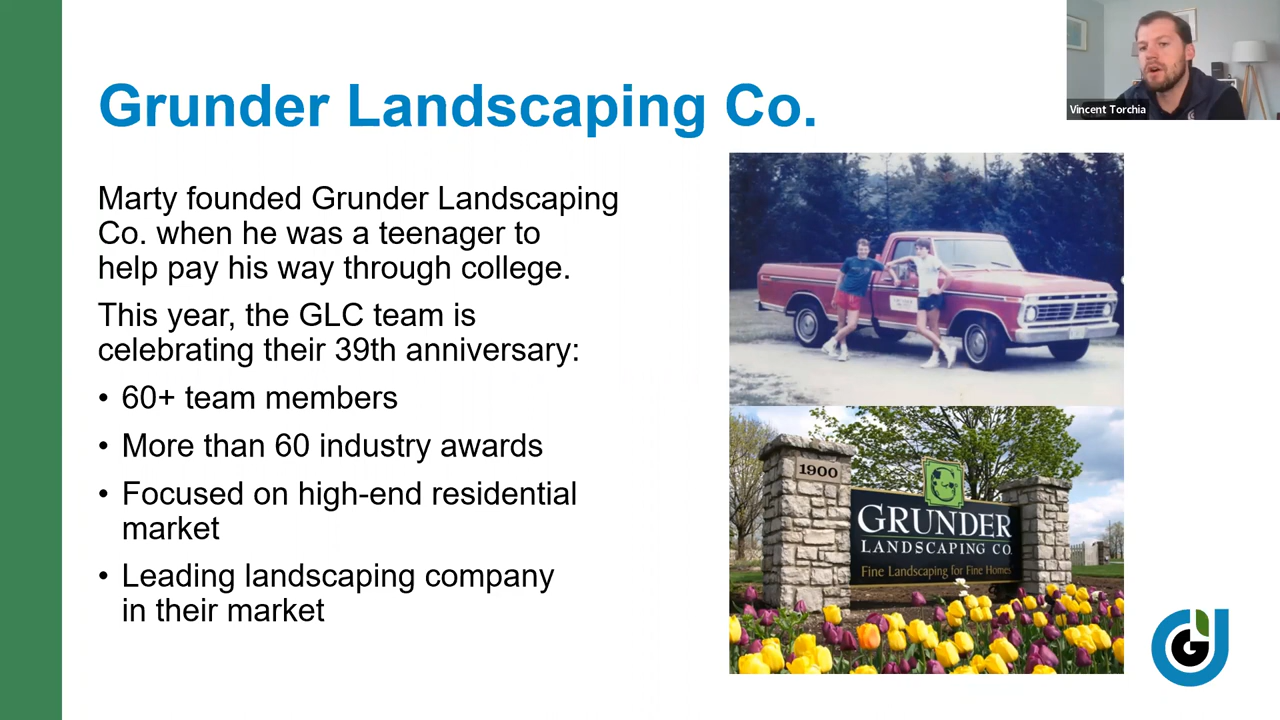 Grunder Landscaping Co.
Vincent Torchia
Marty founded Grunder Landscaping
Co. when he was a teenager to
help pay his way through college.
This year, the GLC team is
celebrating their 39th anniversary:
• 60+ team members
• More than 60 industry awards
• Focused on high-end residential
market
• Leading landscaping company
in their market
1900
G
GRUNDER
LANDSCAPING CO.
Fine Landscaping for Fine Homes
G